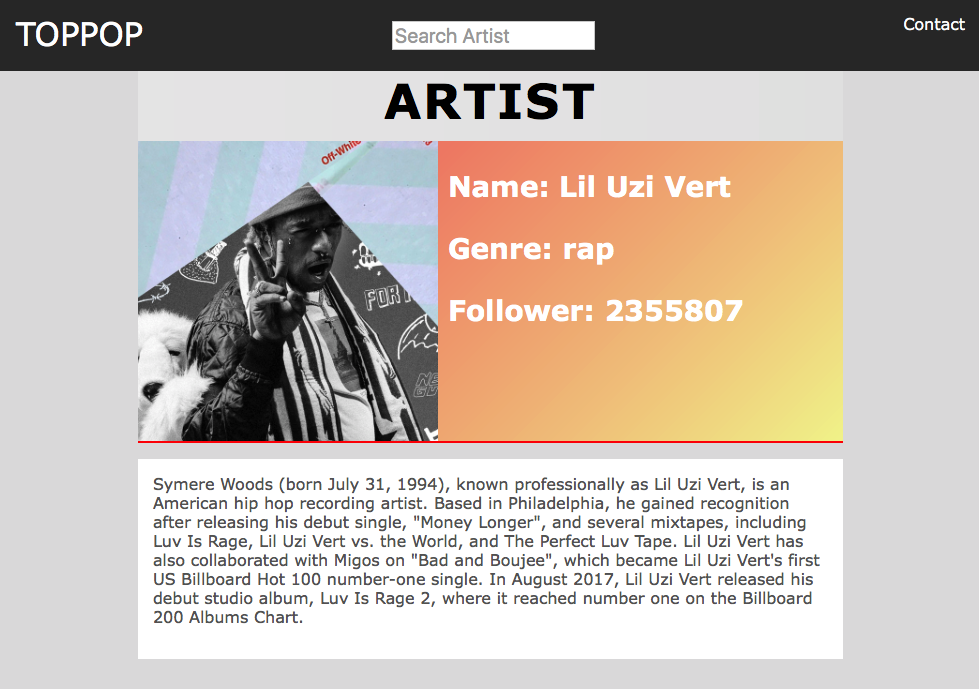 TOPPOP
Search Artist
Contact
ARTIST
Off-White
Name: Lil Uzi Vert
Genre: rap
Follower: 2355807
Symere Woods (born July 31, 1994), known professionally as Lil Uzi Vert, is an
American hip hop recording artist. Based in Philadelphia, he gained recognition
after releasing his debut single, "Money Longer", and several mixtapes, including
Luv Is Rage, Lil Uzi Vert vs. the World, and The Perfect Luv Tape. Lil Uzi Vert has
also collaborated with Migos on "Bad and Boujee", which became Lil Uzi Vert's first
US Billboard Hot 100 number-one single. In August 2017, Lil Uzi Vert released his
debut studio album, Luv Is Rage 2, where it reached number one on the Billboard
200 Albums Chart.